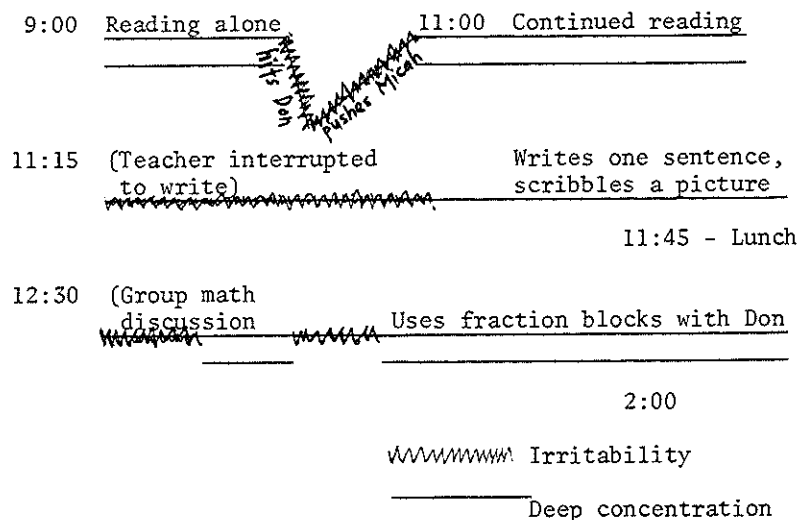 9:00 Reading alone 11:00 Continued reading
hits Don
pushes Micah
11:15 (Teacher interrupted Writes one sentence,
to write) scribbles a picture
11:45 - Lunch
12:30 (Group math
discussion Uses fraction blocks with Don
2:00
Irritability
Deep concentration